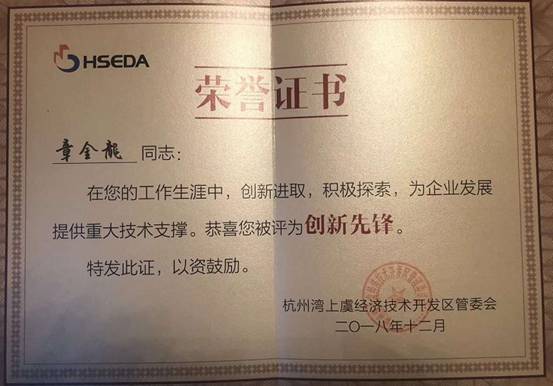 HSEDA
荣誉证书
章金龙 同志：
在您的工作生涯中，创新进取，积极探索，为企业发展
提供重大技术支撑。恭喜您被评为创新先锋。
特发此证，以资鼓励。
杭州湾上虞经济技术开发区管委会
二〇一八年十二月